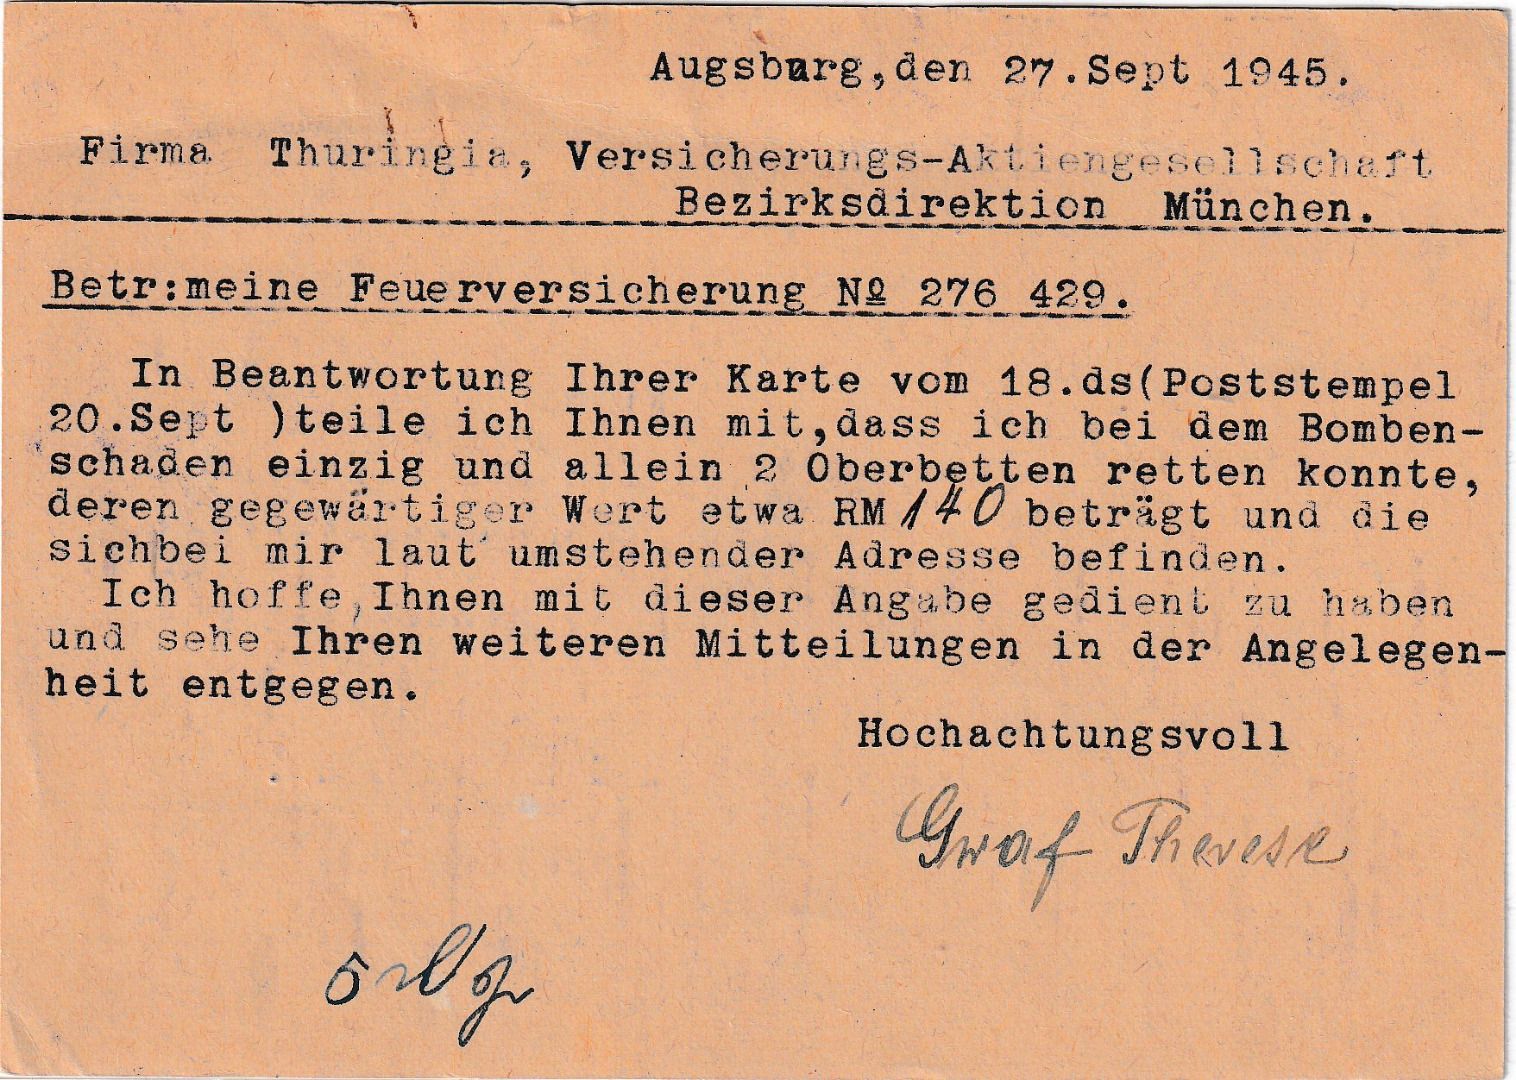 Augsburg,den 27.Sept 1945.
Firma Thuringia, Versicherungs-Aktiengesellschaft
Bezirksdirektion München.
Betr:meine Feuerversicherung № 276 429.
In Beantwortung Ihrer Karte vom 18.ds(Poststempel
20.Sept )teile ich Ihnen mit,dass ich bei dem Bomben-
schaden einzig und allein 2 Oberbetten retten konnte,
deren gegewärtiger Wert etwa RM 140 beträgt und die
sichbei mir laut umstehender Adresse befinden.
Ich hoffe,Ihnen mit dieser Angabe gedient zu haben
und sehe Ihren weiteren Mitteilungen in der Angelegen-
heit entgegen.
Hochachtungsvoll
Graf Therese